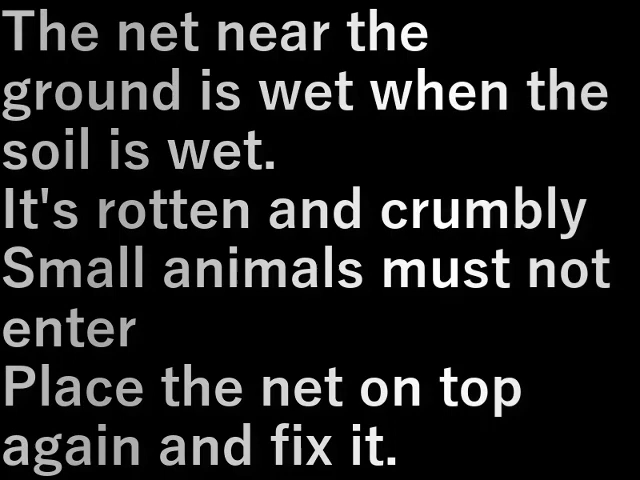 The net near the
ground is wet when the
soil is wet.
It's rotten and crumbly
Small animals must not
enter
Place the net on top
again and fix it.